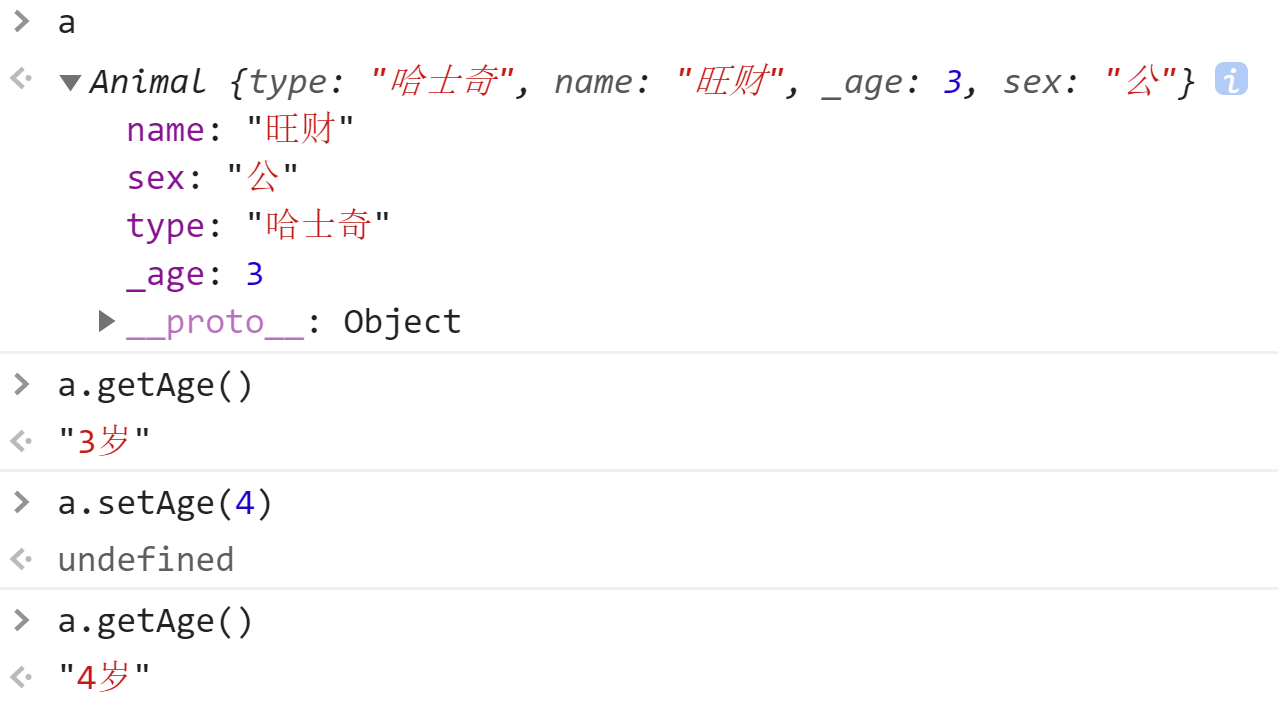 > a
▼Animal {type: "哈士奇", name: "旺财", _age: 3, sex: "公"} i
name: "旺财"
sex: "公"
type: "哈士奇"
_age: 3
▶ __proto__: Object
> a.getAge()
"3岁"
> a.setAge(4)
undefined
> a.getAge()
"4岁"